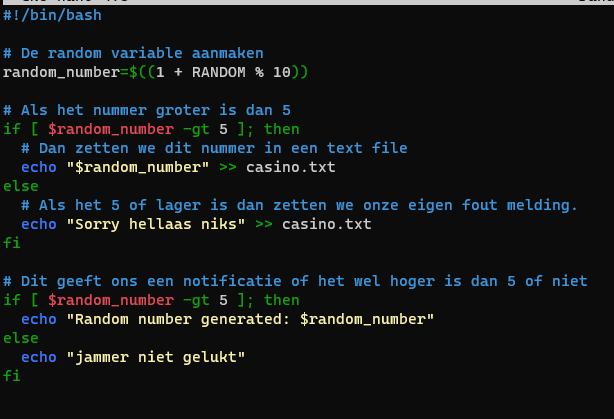 #!/bin/bash
# De random variable aanmaken
random_number=$((1 + RANDOM % 10))
# Als het nummer groter is dan 5
if [ $random_number -gt 5 ]; then
  # Dan zetten we dit nummer in een text file
  echo "$random_number" >> casino.txt
else
  # Als het 5 of lager is dan zetten we onze eigen fout melding.
  echo "Sorry hellaas niks" >> casino.txt
fi
# Dit geeft ons een notificatie of het wel hoger is dan 5 of niet
if [ $random_number -gt 5 ]; then
  echo "Random number generated: $random_number"
else
  echo "jammer niet gelukt"
fi